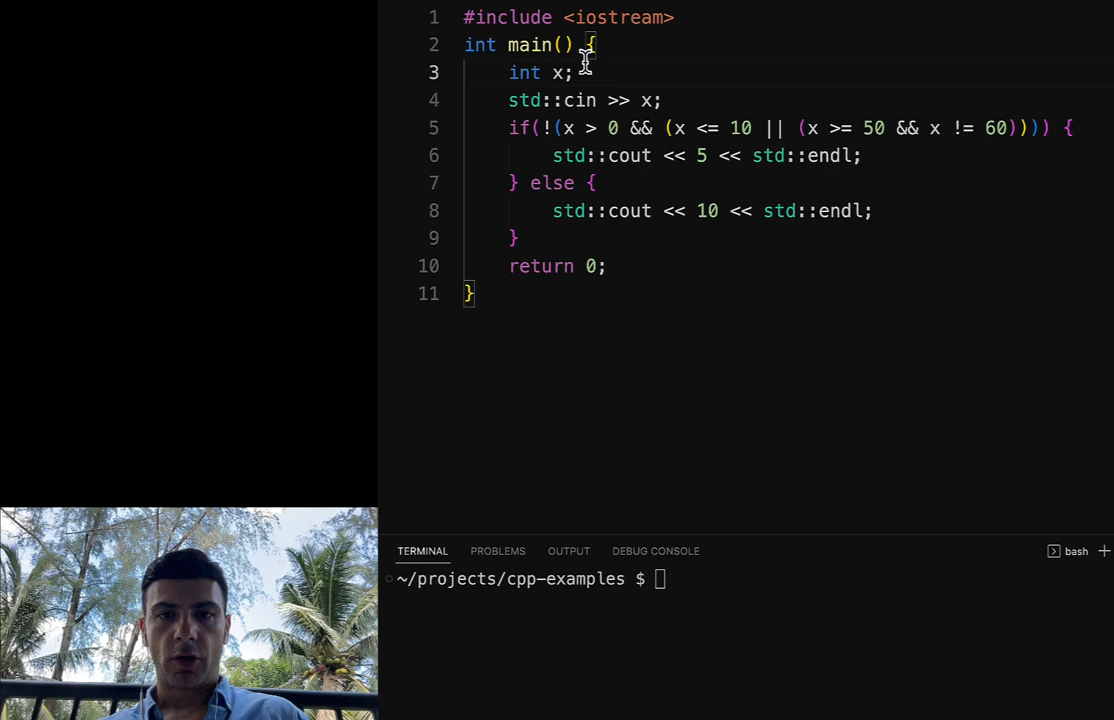 1 #include <iostream>
2 int main() {
3 int x;
4 std::cin >> x;
5 if(!(x > 0 && (x <= 10 || (x >= 50 && x != 60)))) {
6 std::cout << 5 << std::endl;
7 } else {
8 std::cout << 10 << std::endl;
9 }
10 return 0;
11 }
TERMINAL PROBLEMS OUTPUT DEBUG CONSOLE bash +
~/projects/cpp-examples $